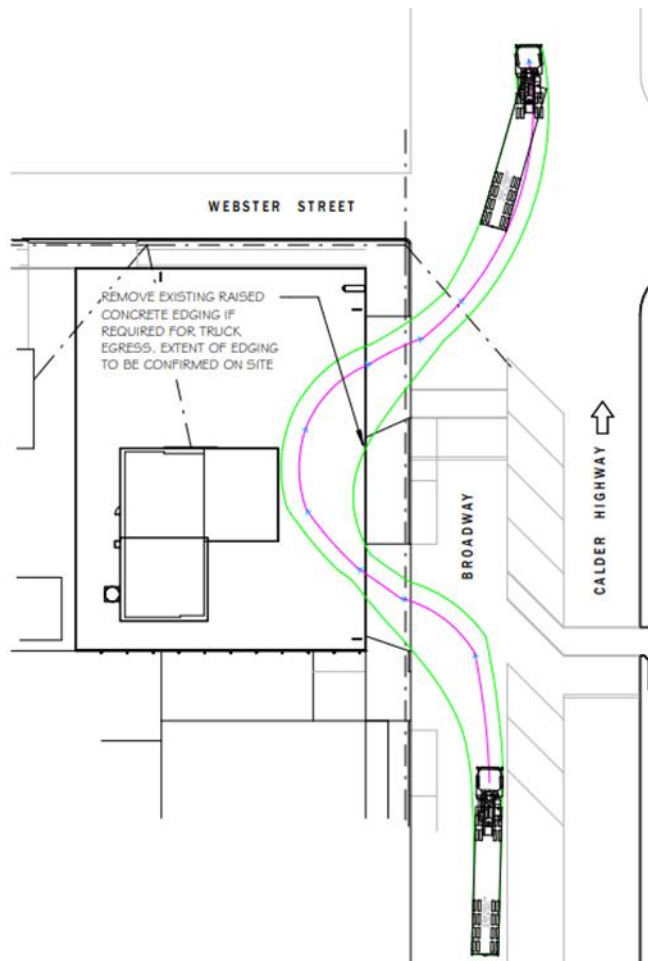 WEBSTER STREET
REMOVE EXISTING RAISED
CONCRETE EDGING IF
REQUIRED FOR TRUCK
EGRESS. EXTENT OF EDGING
TO BE CONFIRMED ON SITE
BROADWAY
CALDER HIGHWAY